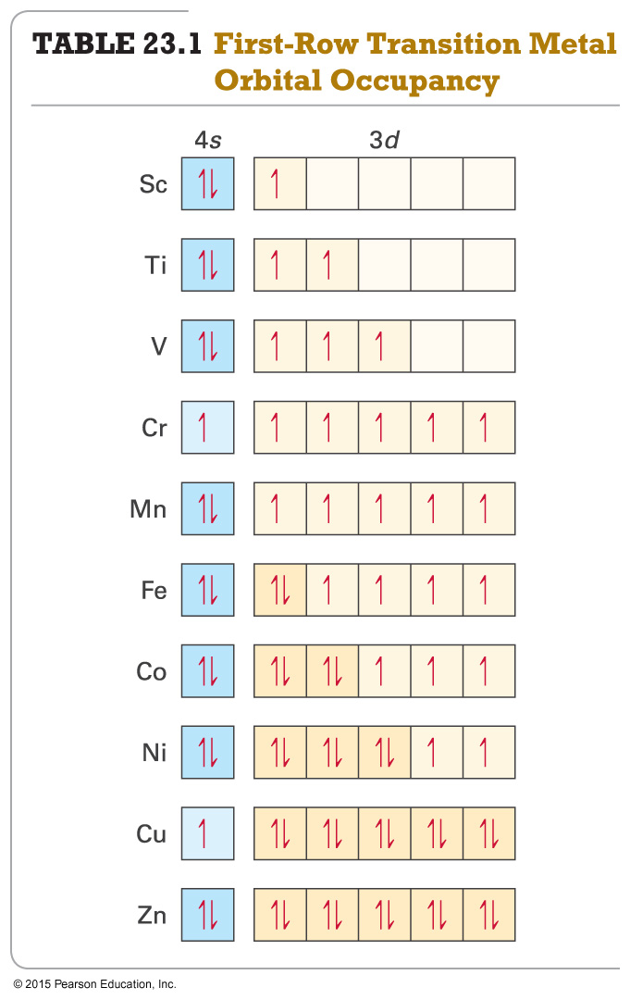 TABLE 23.1 First-Row Transition Metal
Orbital Occupancy
4s 3d
Sc
Ti
V
Cr
Mn
Fe
Co
Ni
Cu
Zn
© 2015 Pearson Education, Inc.